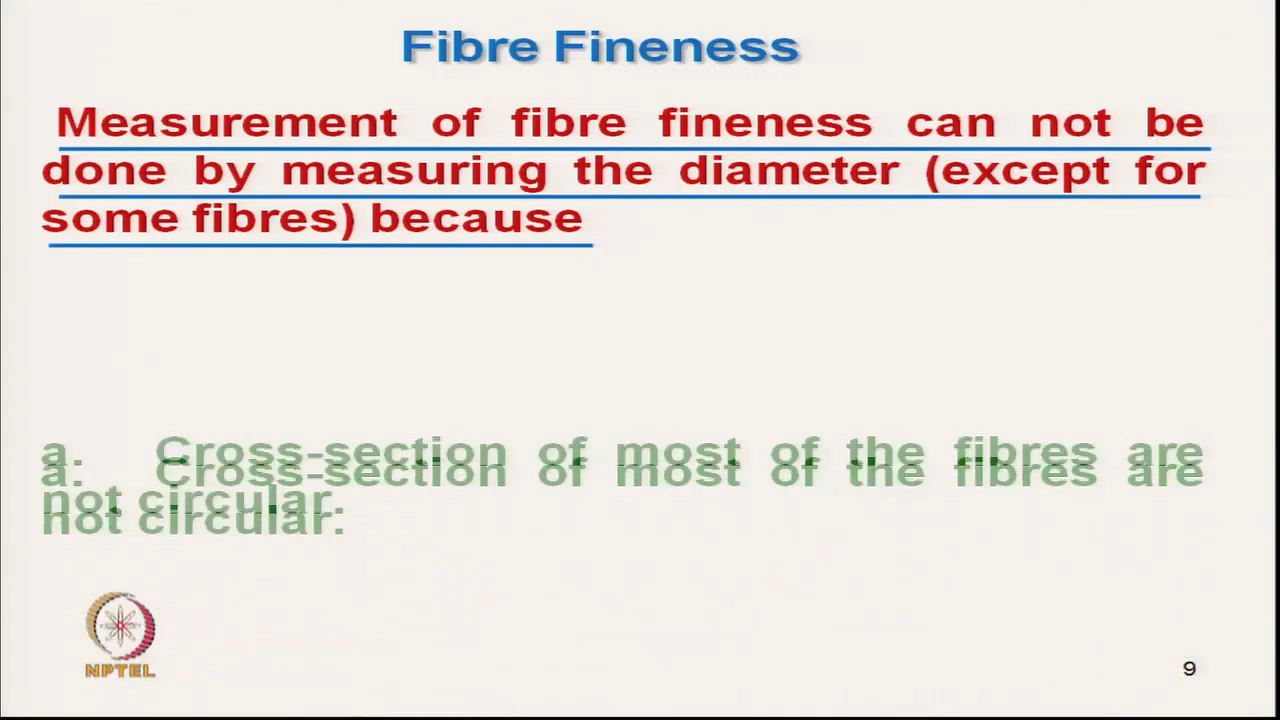 Fibre Fineness
Measurement of fibre fineness can not be
done by measuring the diameter (except for
some fibres) because
a. Cross-section of most of the fibres are
not circular:
NPTEL
9